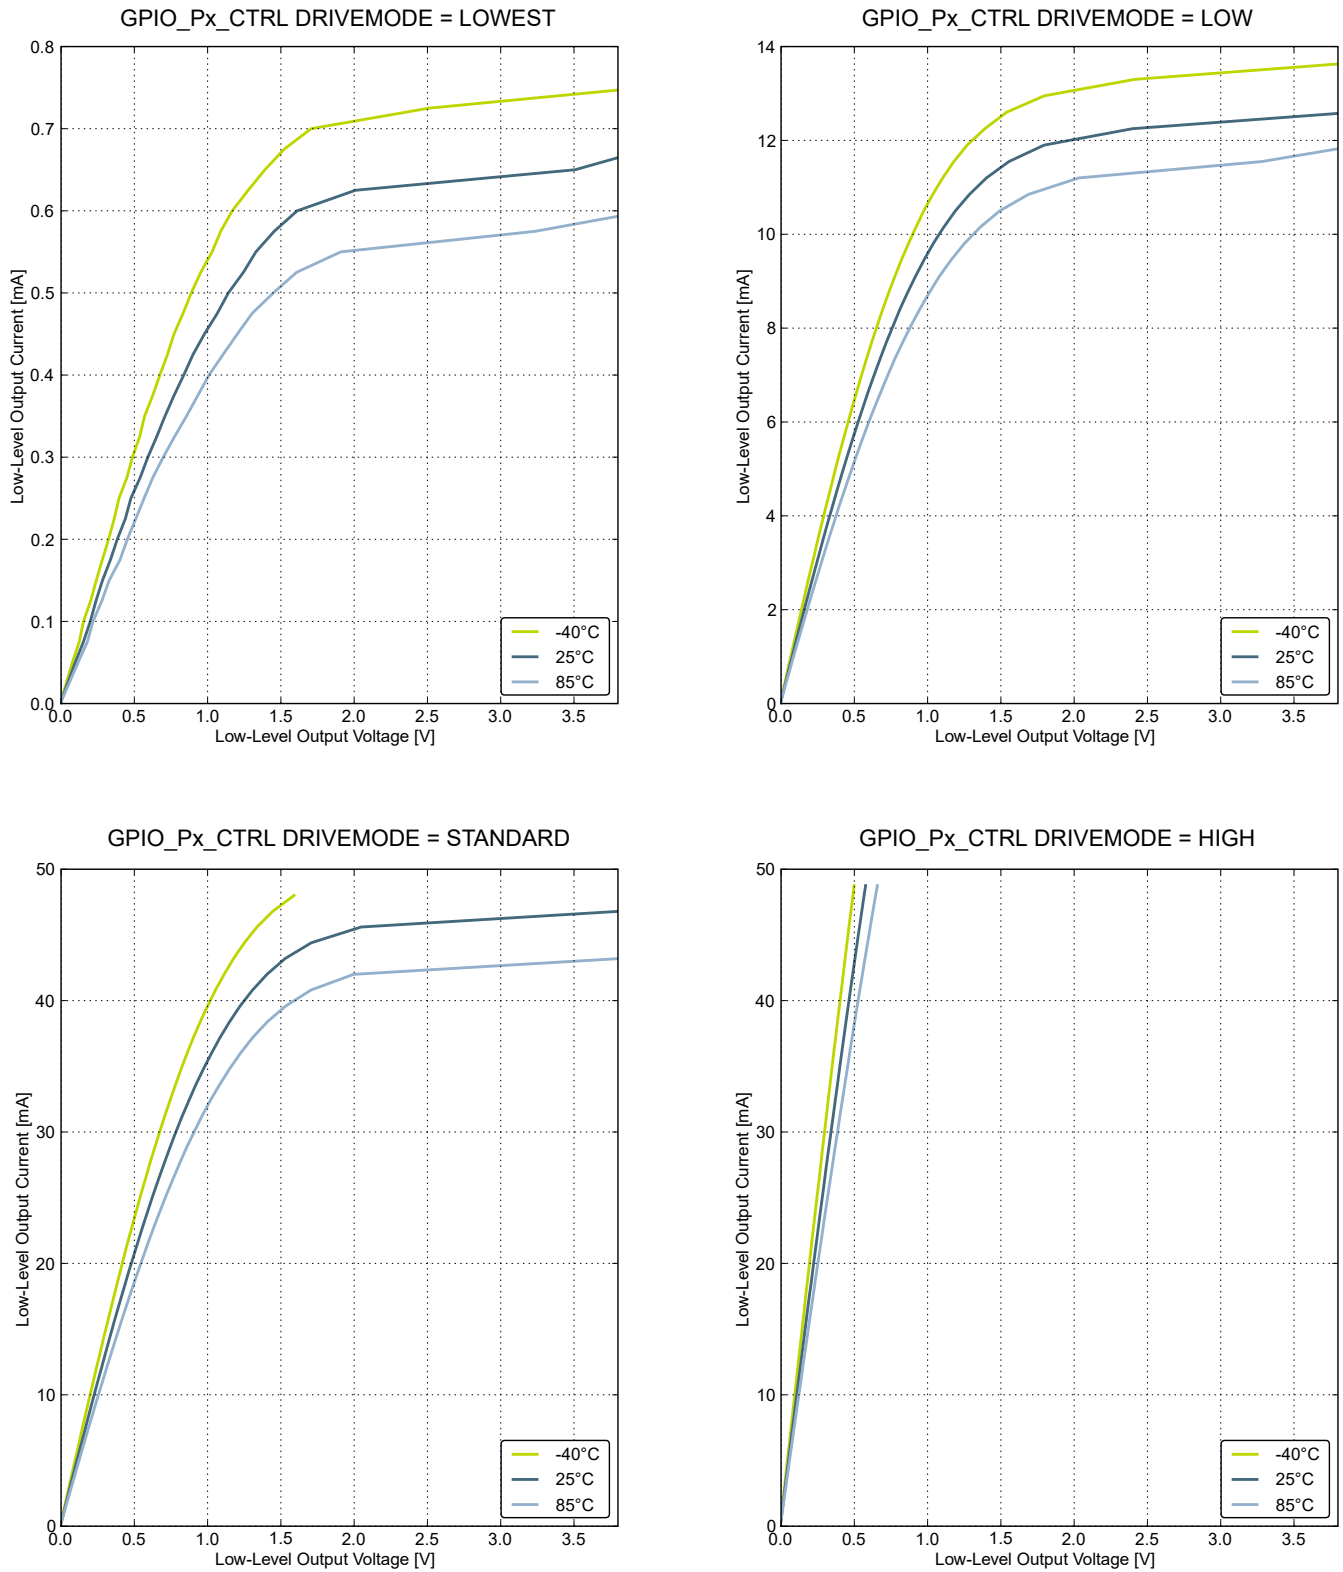 GPIO_Px_CTRL DRIVEMODE = LOWEST
0.8
0.7
0.6
0.5
0.4
0.3
0.2
0.1
0.0
Low-Level Output Current [mA]
-40°C
25°C
85°C
0.0 0.5 1.0 1.5 2.0 2.5 3.0 3.5
Low-Level Output Voltage [V]
GPIO_Px_CTRL DRIVEMODE = LOW
14
12
10
8
6
4
2
0
Low-Level Output Current [mA]
-40°C
25°C
85°C
0.0 0.5 1.0 1.5 2.0 2.5 3.0 3.5
Low-Level Output Voltage [V]
GPIO_Px_CTRL DRIVEMODE = STANDARD
50
40
30
20
10
0
Low-Level Output Current [mA]
-40°C
25°C
85°C
0.0 0.5 1.0 1.5 2.0 2.5 3.0 3.5
Low-Level Output Voltage [V]
GPIO_Px_CTRL DRIVEMODE = HIGH
50
40
30
20
10
0
Low-Level Output Current [mA]
-40°C
25°C
85°C
0.0 0.5 1.0 1.5 2.0 2.5 3.0 3.5
Low-Level Output Voltage [V]